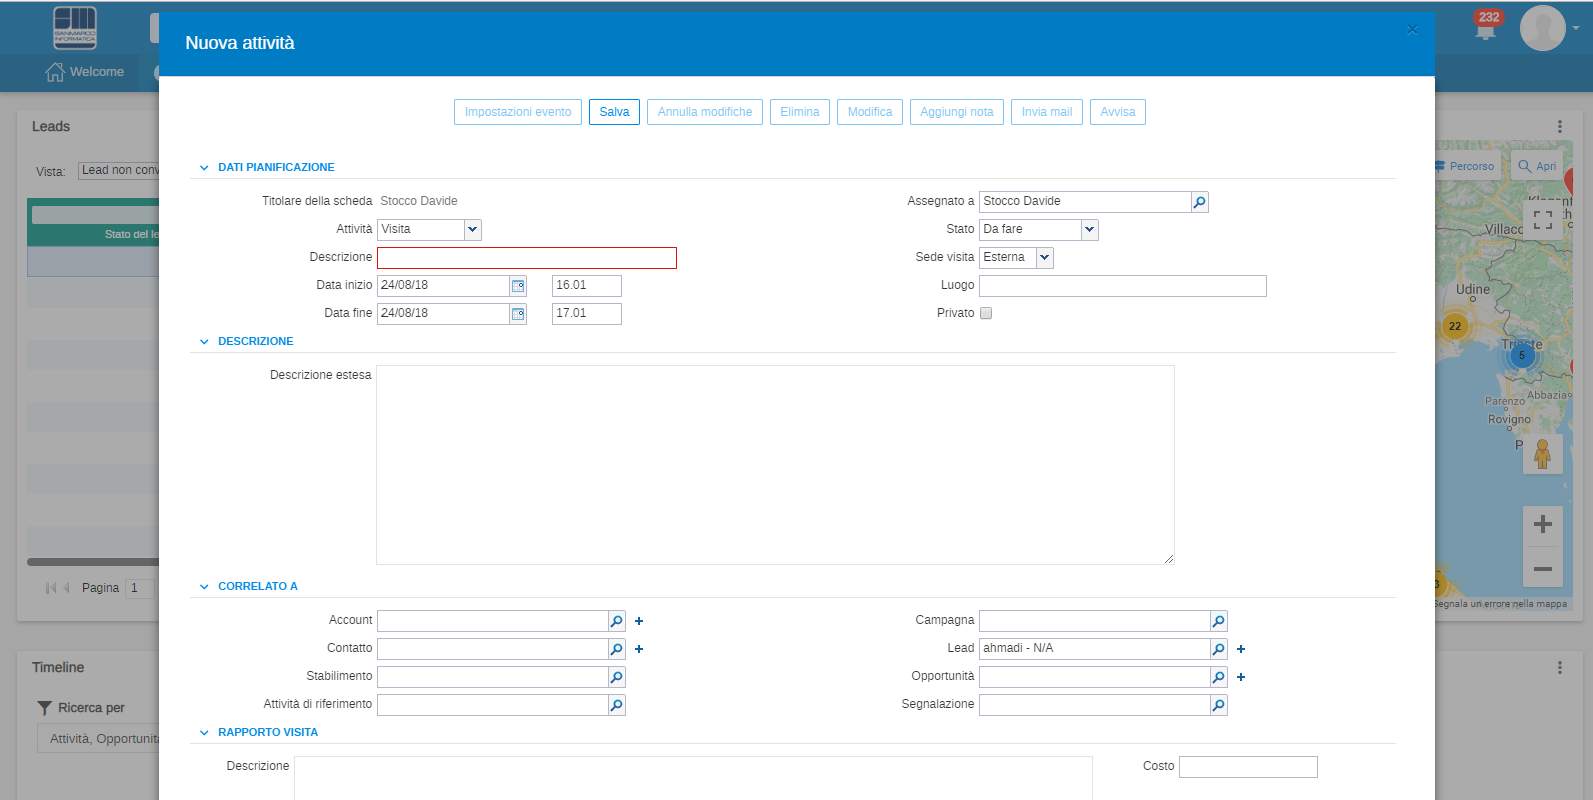 SANMARCO
INFORMATICA
Welcome
232
Nuova attività
×
Impostazioni evento
Salva
Annulla modifiche
Elimina
Modifica
Aggiungi nota
Invia mail
Avvisa
Leads
Vista: Lead non conv
Stato del le
Pagina 1
Timeline
Ricerca per
Attività, Opportunita
DATI PIANIFICAZIONE
Titolare della scheda Stocco Davide
Assegnato a Stocco Davide
Attività Visita
Stato Da fare
Descrizione
Sede visita Esterna
Data inizio 24/08/18 16.01
Luogo
Data fine 24/08/18 17.01
Privato
DESCRIZIONE
Descrizione estesa
CORRELATO A
Account
Campagna
Contatto
Lead ahmadi - N/A
Stabilimento
Opportunità
Attività di riferimento
Segnalazione
RAPPORTO VISITA
Descrizione
Costo
Percorso
Apri
Villaco
Udine
22
Trieste
5
Parenzo
Abbazia
Rovigno
P
3
Segnala un errore nella mappa